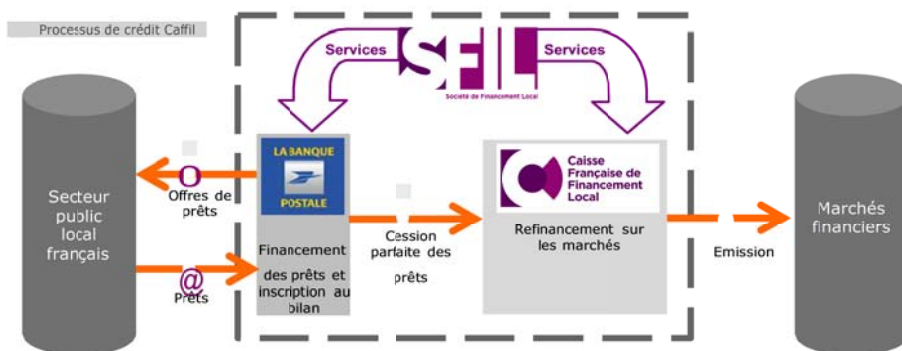 Processus de crédit Caffil
Services
SFIL
Services
Société de Financement Local
LA BANQUE
POSTALE
Caisse
Française de
Financement
Local
O
Offres de
prêts
Secteur
public
local
français
@
Prêts
Financement
des prêts et
inscription au
bilan
Cession
parfaite des
prêts
Refinancement sur
les marchés
Emission
Marchés
financiers